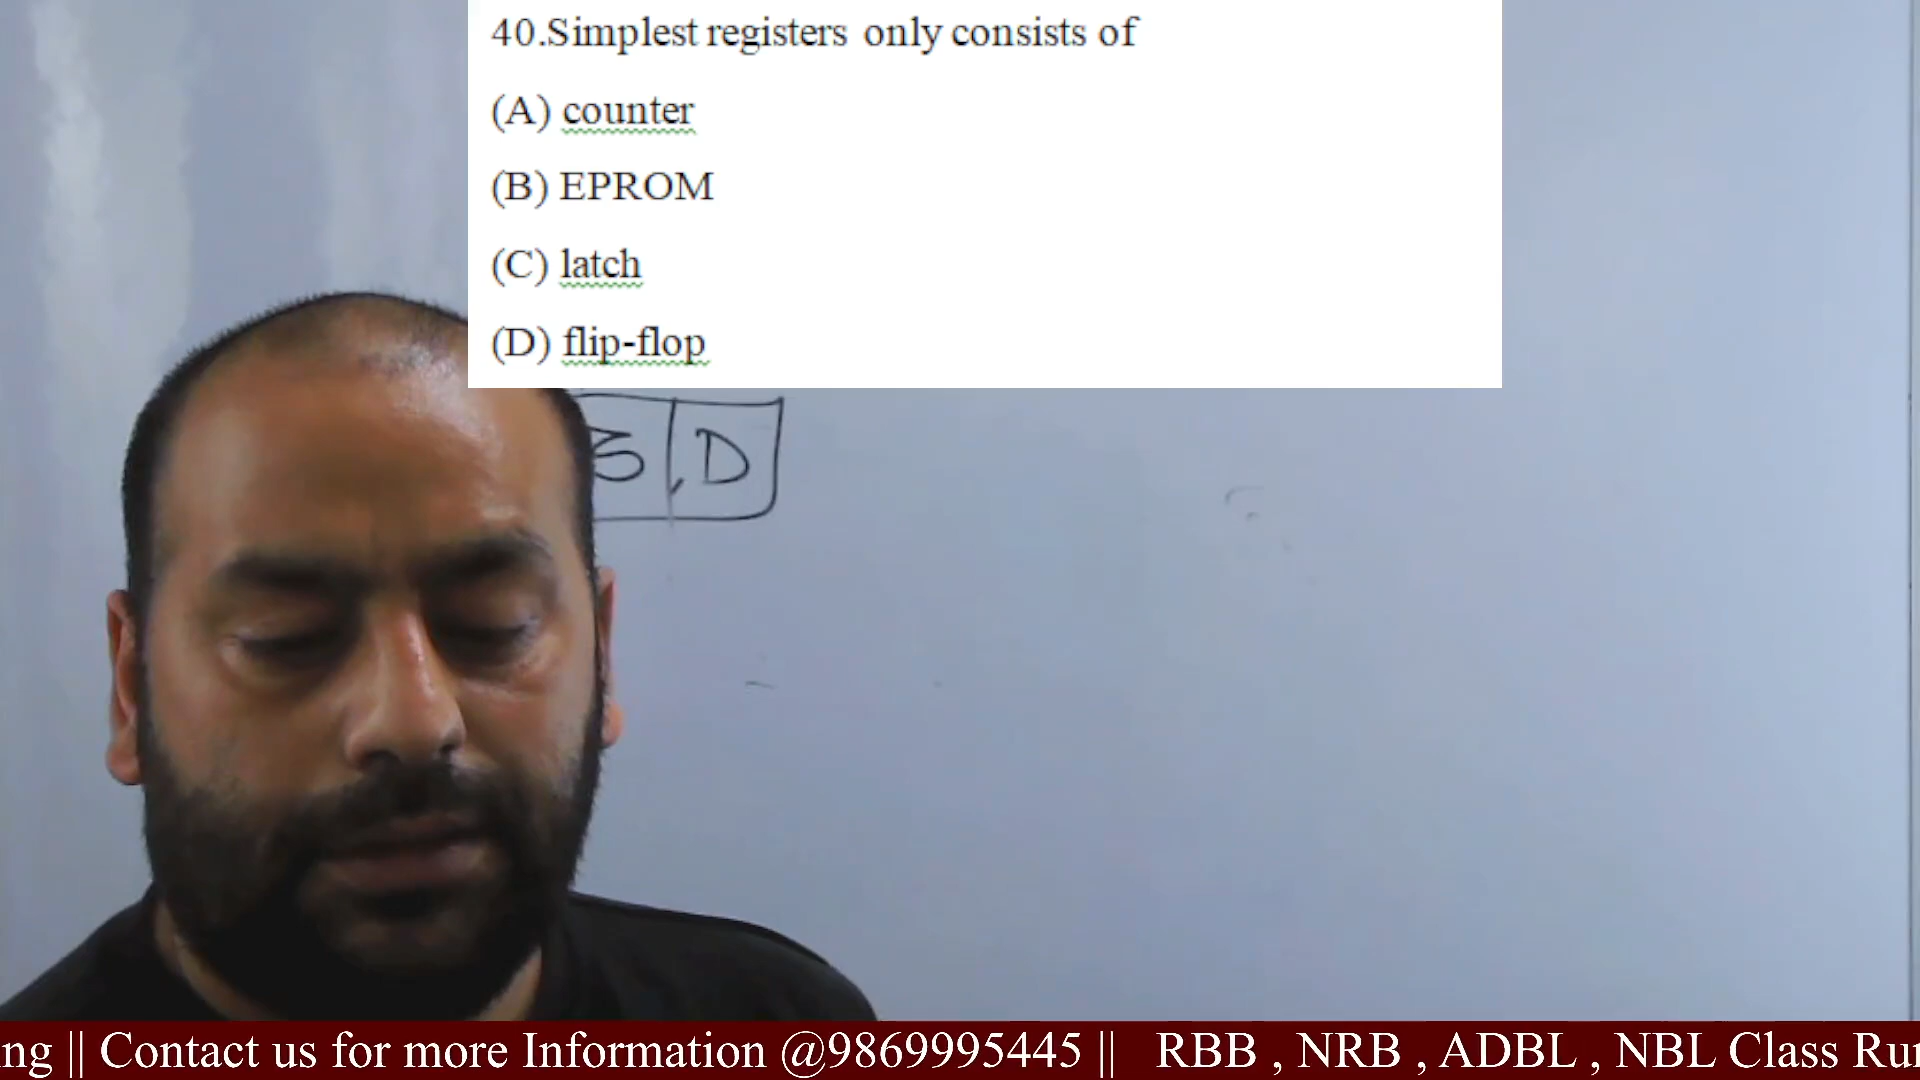 40.Simplest registers only consists of
(A) counter
(B) EPROM
(C) latch
(D) flip-flop
D
ng || Contact us for more Information @9869995445 || RBB , NRB , ADBL , NBL Class Ru